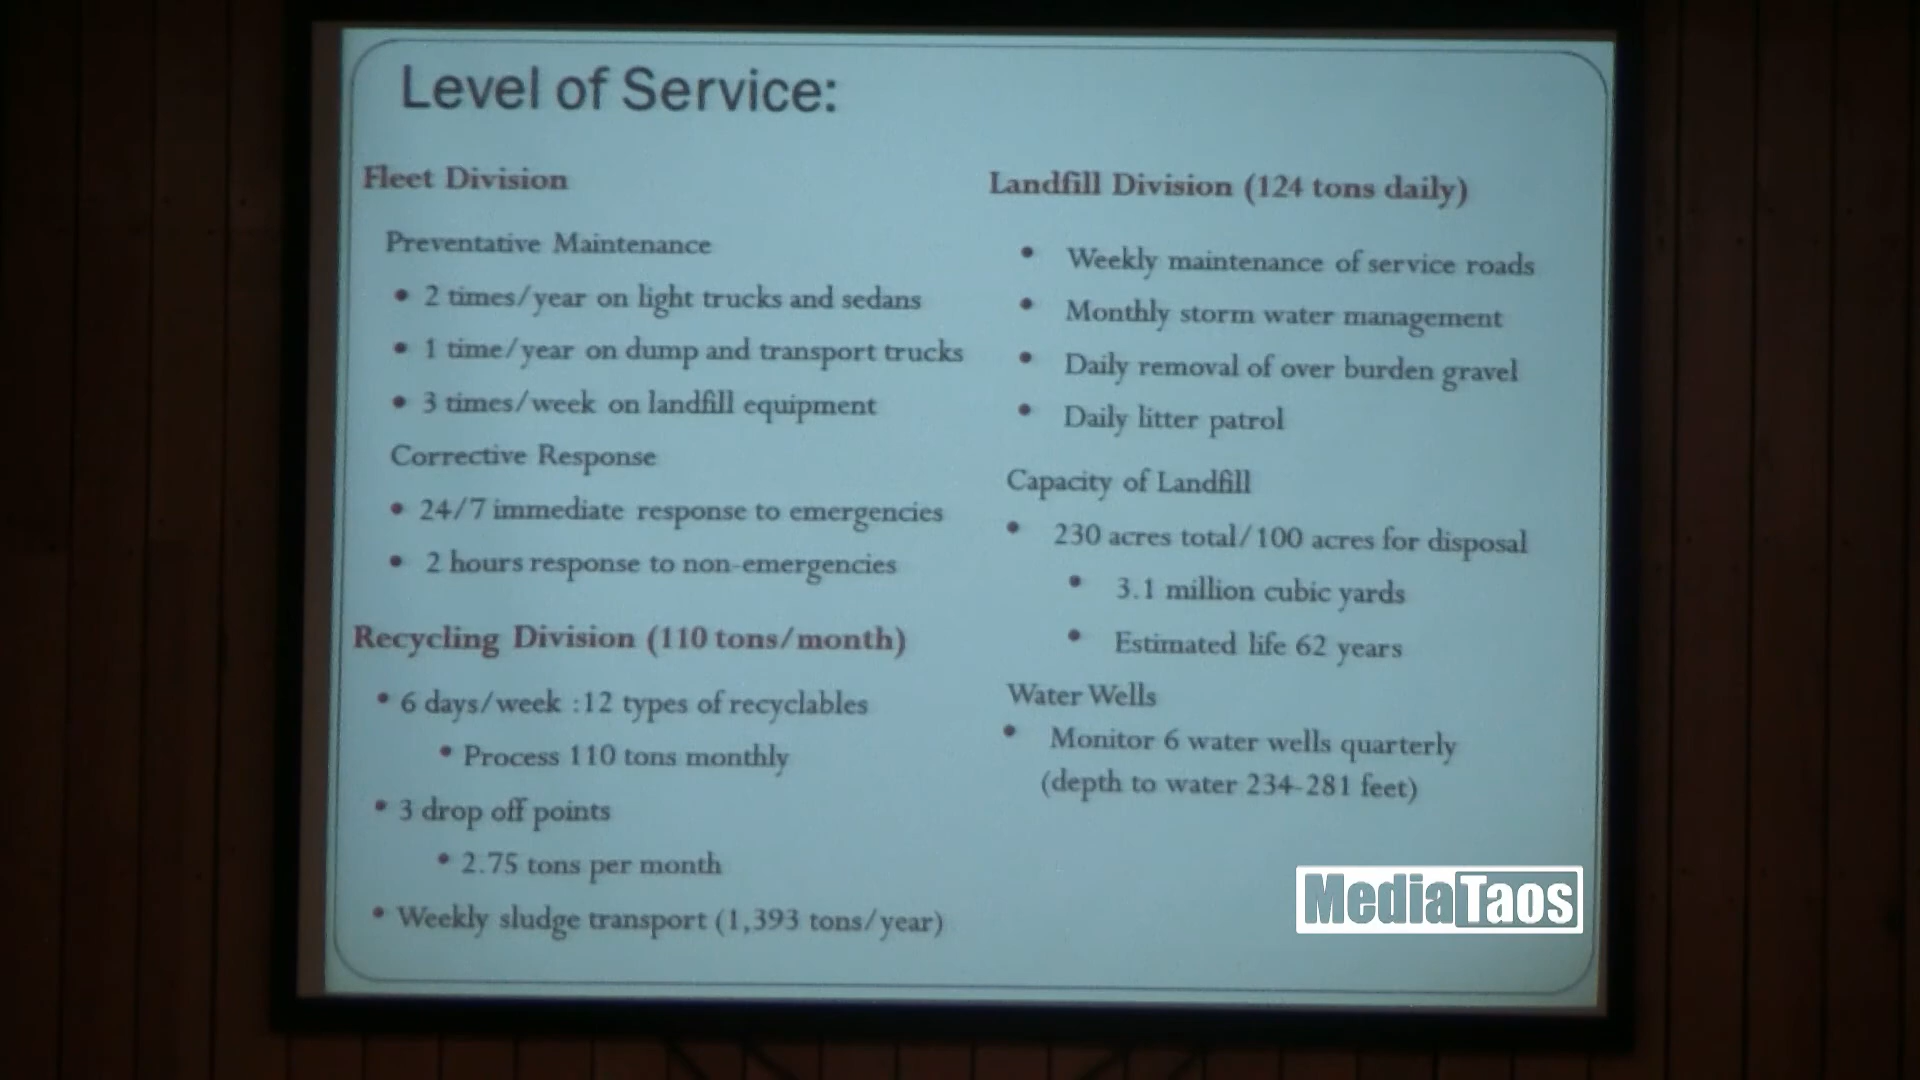 Level of Service:
Fleet Division
Preventative Maintenance
• 2 times/year on light trucks and sedans
• 1 time/year on dump and transport trucks
• 3 times/week on landfill equipment
Corrective Response
• 24/7 immediate response to emergencies
• 2 hours response to non-emergencies
Recycling Division (110 tons/month)
• 6 days/week :12 types of recyclables
• Process 110 tons monthly
• 3 drop off points
• 2.75 tons per month
• Weekly sludge transport (1,393 tons/year)
Landfill Division (124 tons daily)
• Weekly maintenance of service roads
• Monthly storm water management
• Daily removal of over burden gravel
• Daily litter patrol
Capacity of Landfill
• 230 acres total/100 acres for disposal
• 3.1 million cubic yards
• Estimated life 62 years
Water Wells
• Monitor 6 water wells quarterly
(depth to water 234-281 feet)
MediaTaos